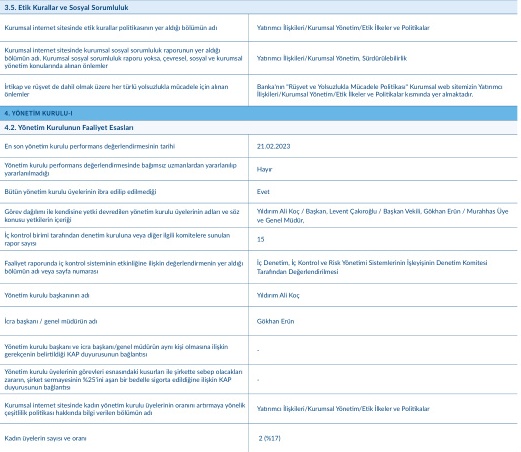 3.5. Etik Kurallar ve Sosyal Sorumluluk
Kurumsal internet sitesinde etik kurallar politikasının yer aldığı bölümün adı
Yatırımcı İlişkileri/Kurumsal Yönetim/Etik İlkeler ve Politikalar
Kurumsal internet sitesinde kurumsal sosyal sorumluluk raporunun yer aldığı
bölümün adı. Kurumsal sosyal sorumluluk raporu yoksa, çevresel, sosyal ve kurumsal
yönetim konularında alınan önlemler
Yatırımcı İlişkileri/Kurumsal Yönetim, Sürdürülebilirlik
İrtikap ve rüşvet de dahil olmak üzere her türlü yolsuzlukla mücadele için alınan
önlemler
Banka'nın "Rüşvet ve Yolsuzlukla Mücadele Politikası" Kurumsal web sitemizin Yatırımcı
İlişkileri/Kurumsal Yönetim/Etik İlkeler ve Politikalar kısmında yer almaktadır.
4. YÖNETİM KURULU-I
4.2. Yönetim Kurulunun Faaliyet Esasları
En son yönetim kurulu performans değerlendirmesinin tarihi
21.02.2023
Yönetim kurulu performans değerlendirmesinde bağımsız uzmanlardan yararlanılıp
yararlanılmadığı
Hayır
Bütün yönetim kurulu üyelerinin ibra edilip edilmediği
Evet
Görev dağılımı ile kendisine yetki devredilen yönetim kurulu üyelerinin adları ve söz
konusu yetkilerin içeriği
Yıldırım Ali Koç / Başkan, Levent Çakıroğlu / Başkan Vekili, Gökhan Erün / Murahhas Üye
ve Genel Müdür,
İç kontrol birimi tarafından denetim kuruluna veya diğer ilgili komitelere sunulan
rapor sayısı
15
Faaliyet raporunda iç kontrol sisteminin etkinliğine ilişkin değerlendirmenin yer aldığı
bölümün adı veya sayfa numarası
İç Denetim, İç Kontrol ve Risk Yönetimi Sistemlerinin İşleyişinin Denetim Komitesi
Tarafından Değerlendirilmesi
Yönetim kurulu başkanının adı
Yıldırım Ali Koç
İcra başkanı / genel müdürün adı
Gökhan Erün
Yönetim kurulu başkanı ve icra başkanı/genel müdürün aynı kişi olmasına ilişkin
gerekçenin belirtildiği KAP duyurusunun bağlantısı
-
Yönetim kurulu üyelerinin görevleri esnasındaki kusurları ile şirkette sebep olacakları
zararın, şirket sermayesinin %25'ini aşan bir bedelle sigorta edildiğine ilişkin KAP
duyurusunun bağlantısı
-
Kurumsal internet sitesinde kadın yönetim kurulu üyelerinin oranını artırmaya yönelik
çeşitlilik politikası hakkında bilgi verilen bölümün adı
Yatırımcı İlişkileri/Kurumsal Yönetim/Etik İlkeler ve Politikalar
Kadın üyelerin sayısı ve oranı
2 (%17)